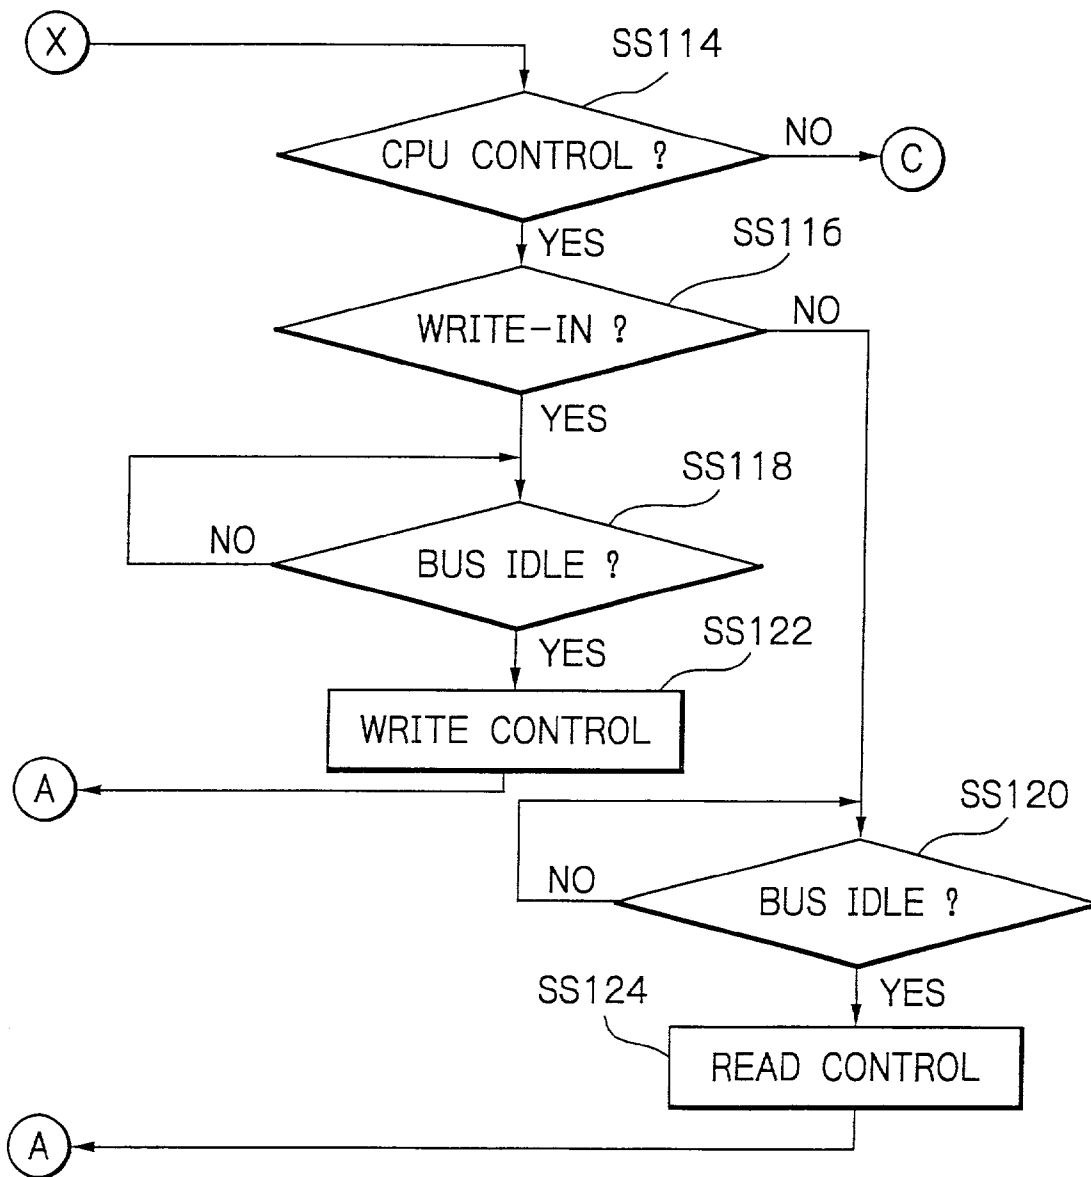 X
SS114
CPU CONTROL ?
NO
C
YES
SS116
WRITE-IN ?
NO
YES
SS118
BUS IDLE ?
NO
YES
SS122
WRITE CONTROL
A
SS120
BUS IDLE ?
NO
YES
SS124
READ CONTROL
A